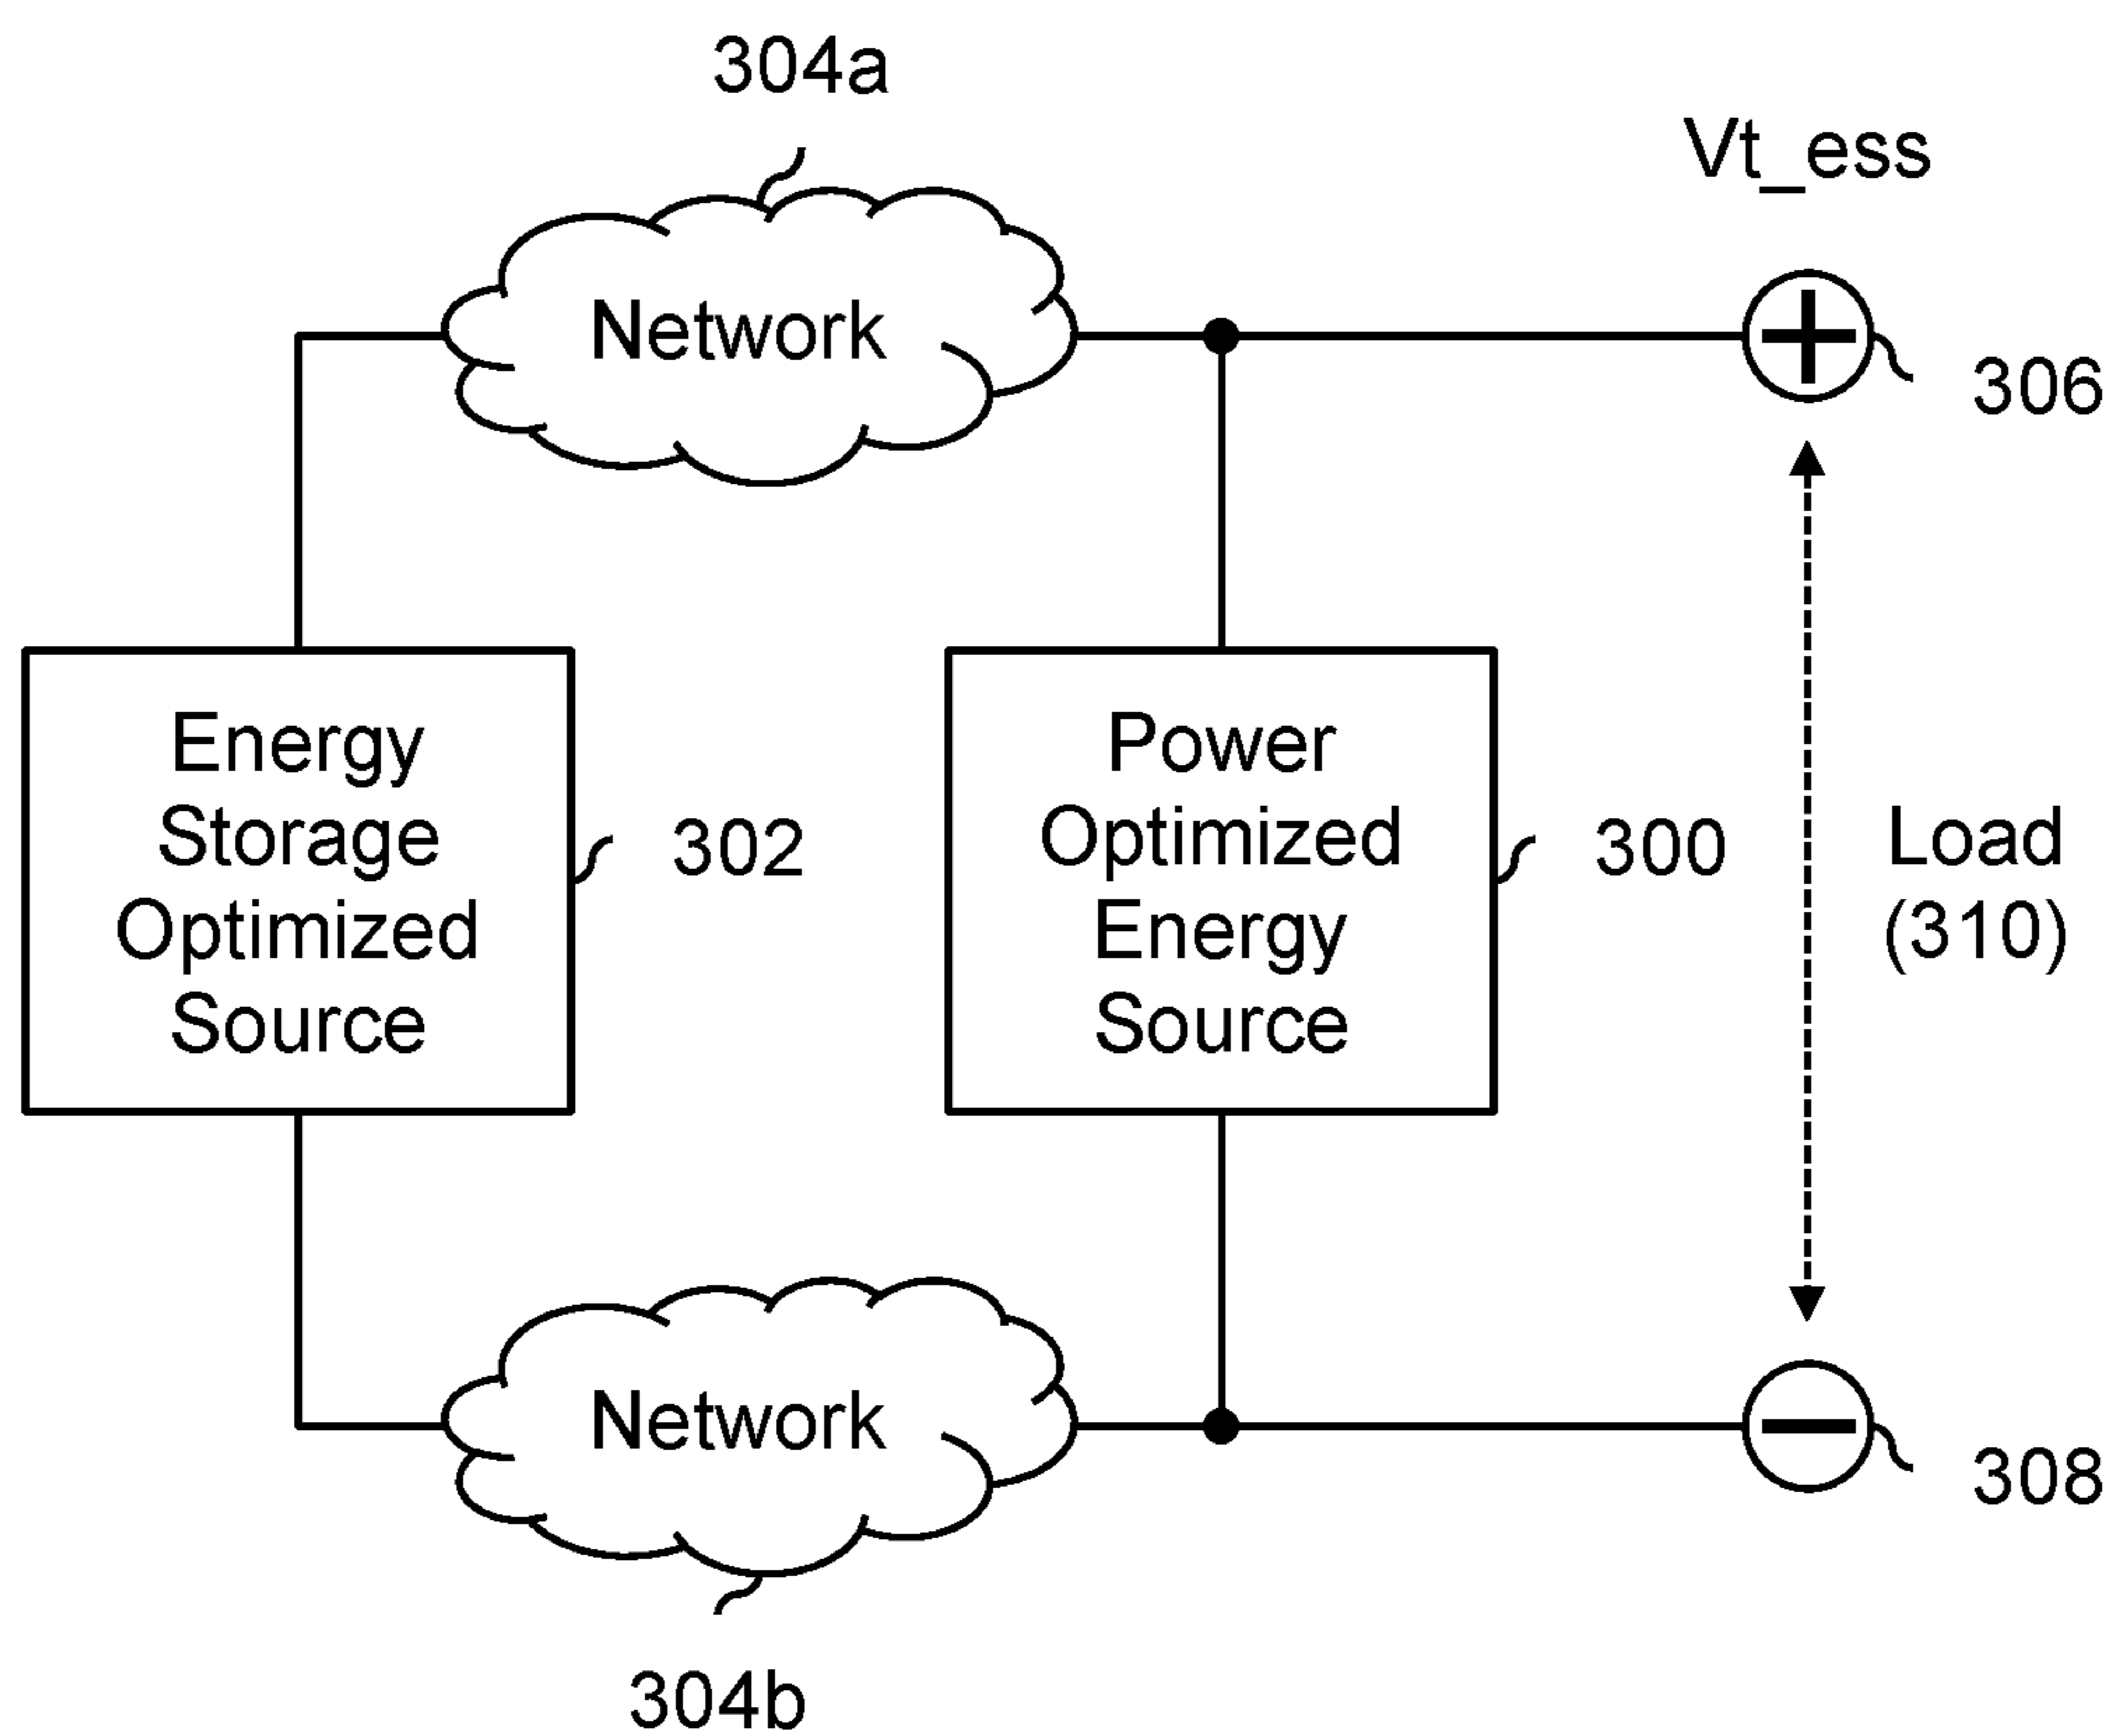 304a
Vt_ess
Network
306
Energy
Storage
Optimized
Source
302
Power
Optimized
Energy
Source
300
Load
(310)
Network
308
304b